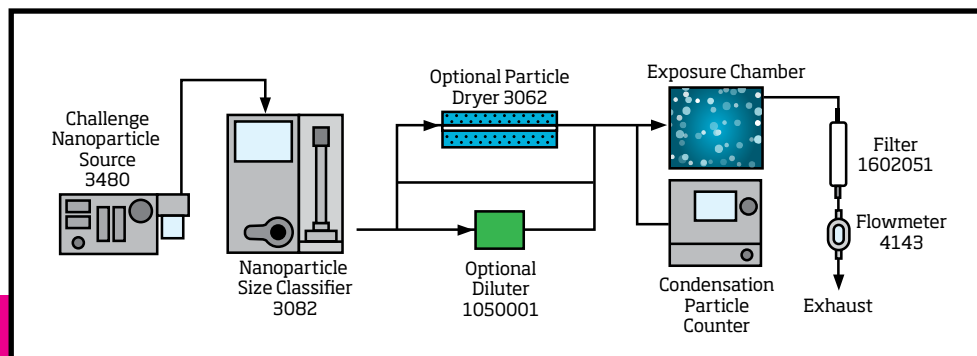 Challenge
Nanoparticle
Source
3480
Nanoparticle
Size Classifier
3082
Optional Particle
Dryer 3062
Optional
Diluter
1050001
Exposure Chamber
Condensation
Particle
Counter
Filter
1602051
Flowmeter
4143
Exhaust